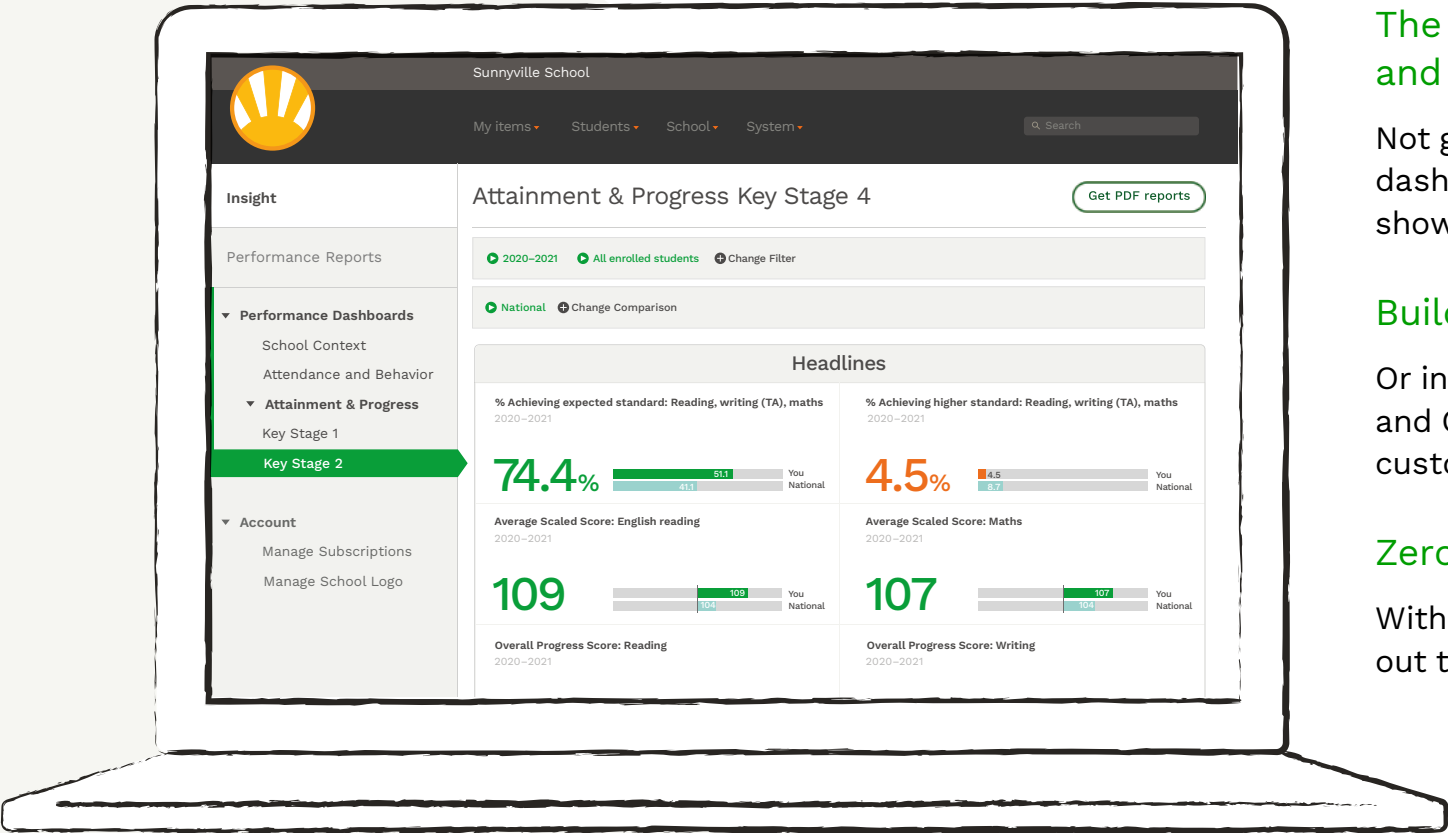 Sunnyville School
My items Students School System Search
Insight
Performance Reports
Performance Dashboards
School Context
Attendance and Behavior
Attainment & Progress
Key Stage 1
Key Stage 2
Account
Manage Subscriptions
Manage School Logo
Attainment & Progress Key Stage 4
Get PDF reports
2020–2021 All enrolled students Change Filter
National Change Comparison
Headlines
% Achieving expected standard: Reading, writing (TA), maths
2020–2021
74.4%
51.1 You
41.1 National
% Achieving higher standard: Reading, writing (TA), maths
2020–2021
4.5%
4.5 You
8.7 National
Average Scaled Score: English reading
2020–2021
109
109 You
104 National
Average Scaled Score: Maths
2020–2021
107
107 You
104 National
Overall Progress Score: Reading
2020–2021
Overall Progress Score: Writing
2020–2021
The
and
Not
show
Or in
and
With